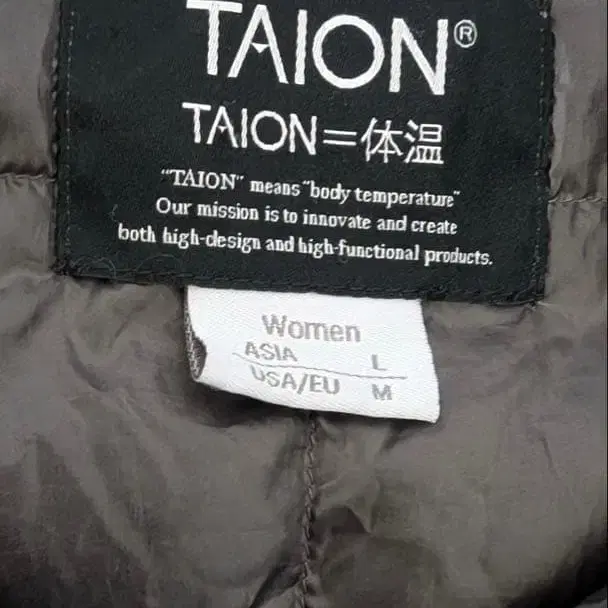 TAION®
TAION=体温
"TAION" means "body temperature"
Our mission is to innovate and create
both high-design and high-functional products.
Women
ASIA L
USA/EU M